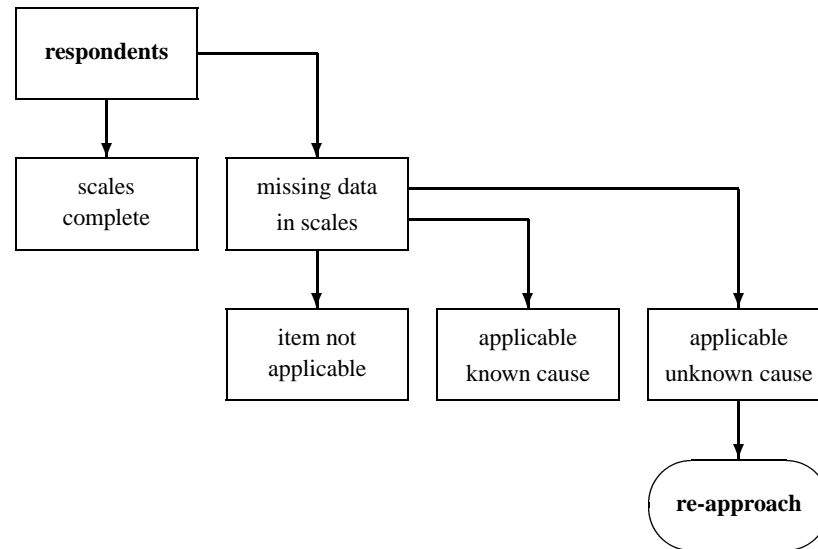 respondents
scales
complete
missing data
in scales
item not
applicable
applicable
known cause
applicable
unknown cause
re-approach